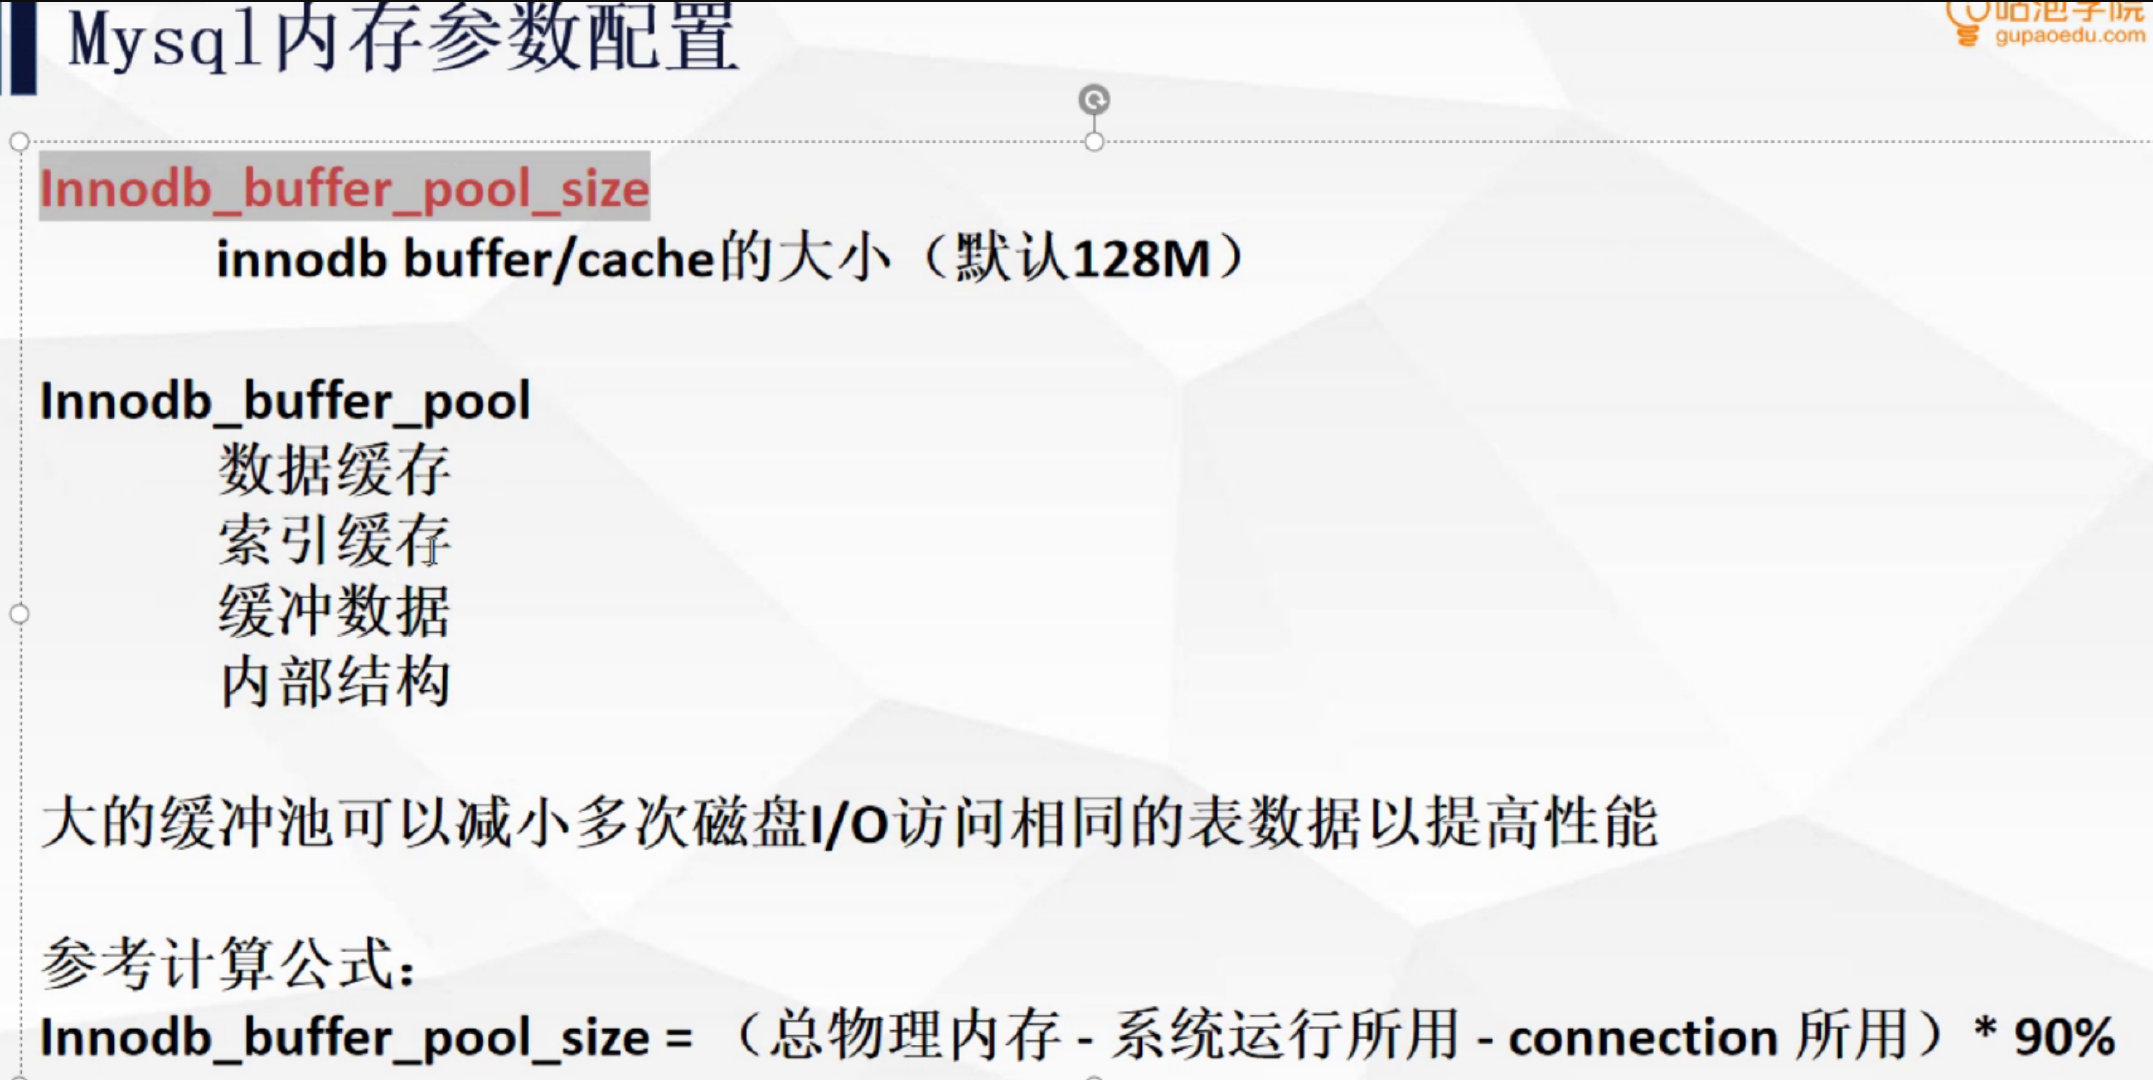 Mysql内存参数配置
咕泡学院
gupaoedu.com
Innodb_buffer_pool_size
innodb buffer/cache的大小（默认128M）
Innodb_buffer_pool
数据缓存
索引缓存
缓冲数据
内部结构
大的缓冲池可以减小多次磁盘I/O访问相同的表数据以提高性能
参考计算公式：
Innodb_buffer_pool_size = （总物理内存 - 系统运行所用 - connection 所用）* 90%